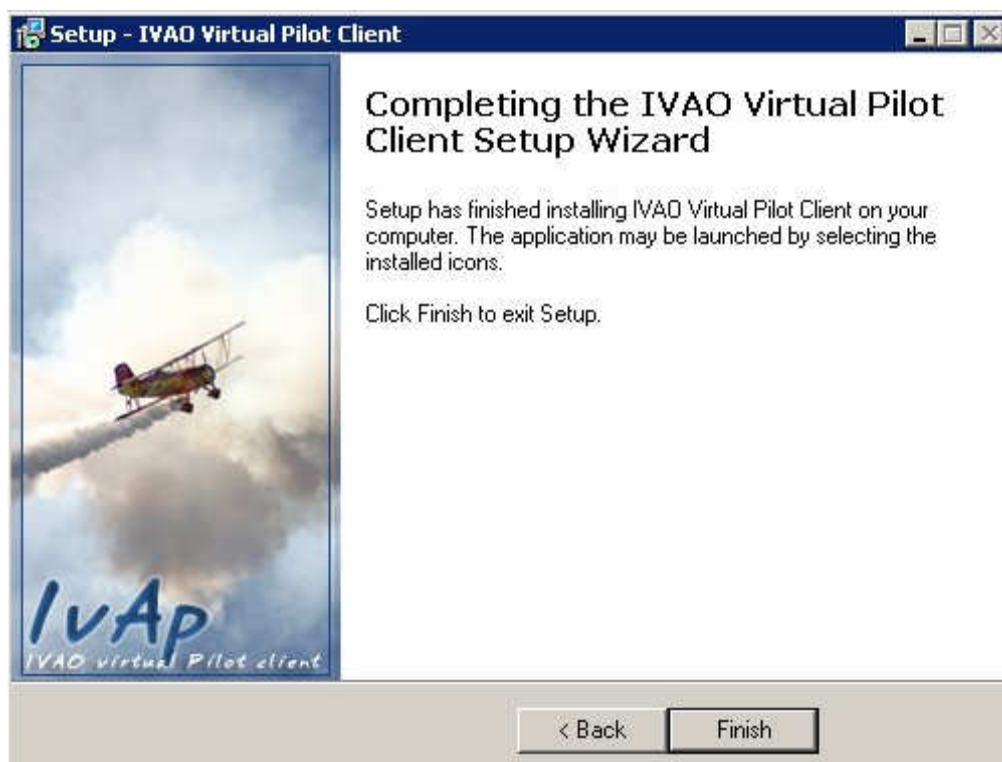 Setup - IVAO Virtual Pilot Client
Completing the IVAO Virtual Pilot
Client Setup Wizard
Setup has finished installing IVAO Virtual Pilot Client on your
computer. The application may be launched by selecting the
installed icons.
Click Finish to exit Setup.
IvAp
IVAO virtual Pilot client
< Back
Finish